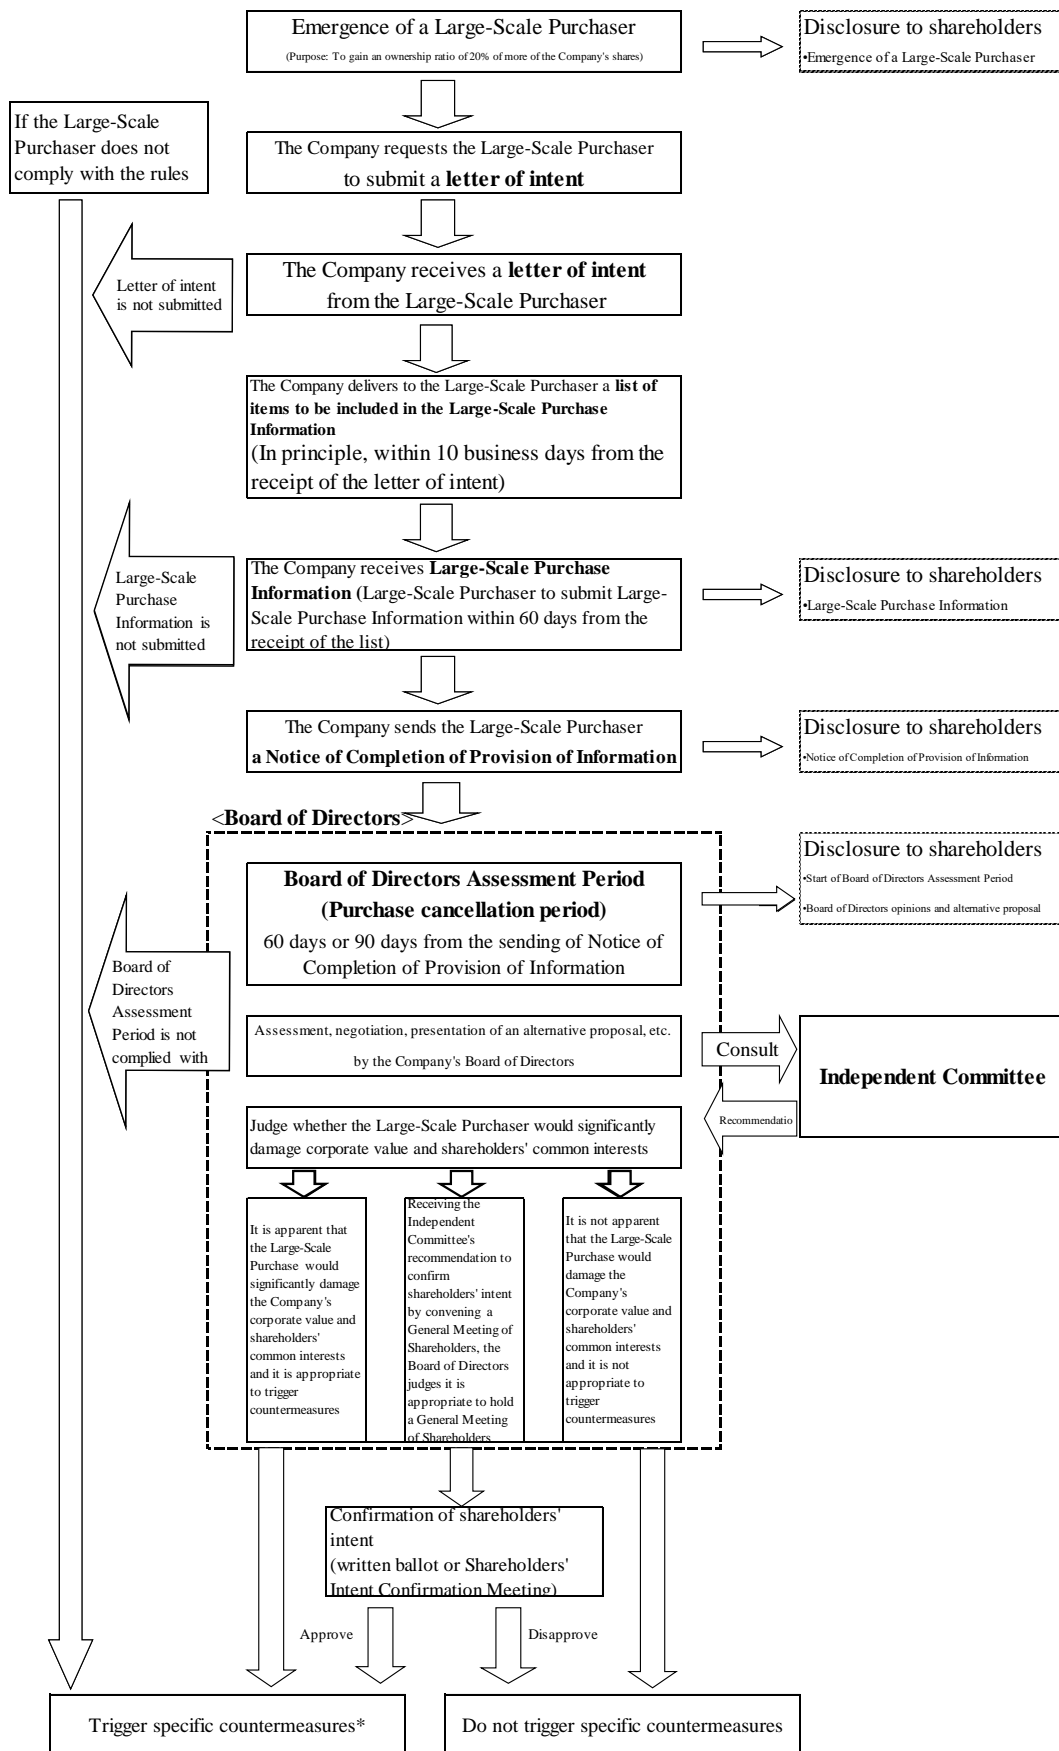 Emergence of a Large-Scale Purchaser
(Purpose: To gain an ownership ratio of 20% of more of the Company's shares)
Disclosure to shareholders
•Emergence of a Large-Scale Purchaser
If the Large-Scale
Purchaser does not
comply with the rules
The Company requests the Large-Scale Purchaser
to submit a letter of intent
Letter of intent
is not submitted
The Company receives a letter of intent
from the Large-Scale Purchaser
The Company delivers to the Large-Scale Purchaser a list of
items to be included in the Large-Scale Purchase
Information
(In principle, within 10 business days from the
receipt of the letter of intent)
Large-Scale
Purchase
Information is
not submitted
The Company receives Large-Scale Purchase
Information (Large-Scale Purchaser to submit Large-
Scale Purchase Information within 60 days from the
receipt of the list)
Disclosure to shareholders
•Large-Scale Purchase Information
The Company sends the Large-Scale Purchaser
a Notice of Completion of Provision of Information
Disclosure to shareholders
•Notice of Completion of Provision of Information
<Board of Directors>
Board of Directors Assessment Period
(Purchase cancellation period)
60 days or 90 days from the sending of Notice of
Completion of Provision of Information
Disclosure to shareholders
•Start of Board of Directors Assessment Period
•Board of Directors opinions and alternative proposal
Board of
Directors
Assessment
Period is not
complied with
Assessment, negotiation, presentation of an alternative proposal, etc.
by the Company's Board of Directors
Consult
Recommendatio
Independent Committee
Judge whether the Large-Scale Purchaser would significantly
damage corporate value and shareholders' common interests
It is apparent that
the Large-Scale
Purchase would
significantly damage
the Company's
corporate value and
shareholders'
common interests
and it is appropriate
to trigger
countermeasures
Receiving the
Independent
Committee's
recommendation to
confirm
shareholders' intent
by convening a
General Meeting of
Shareholders, the
Board of Directors
judges it is
appropriate to hold
a General Meeting
of Shareholders
It is not apparent
that the Large-Scale
Purchase would
damage the
Company's
corporate value and
shareholders'
common interests
and it is not
appropriate to
trigger
countermeasures
Confirmation of shareholders'
intent
(written ballot or Shareholders'
Intent Confirmation Meeting)
Approve
Disapprove
Trigger specific countermeasures*
Do not trigger specific countermeasures